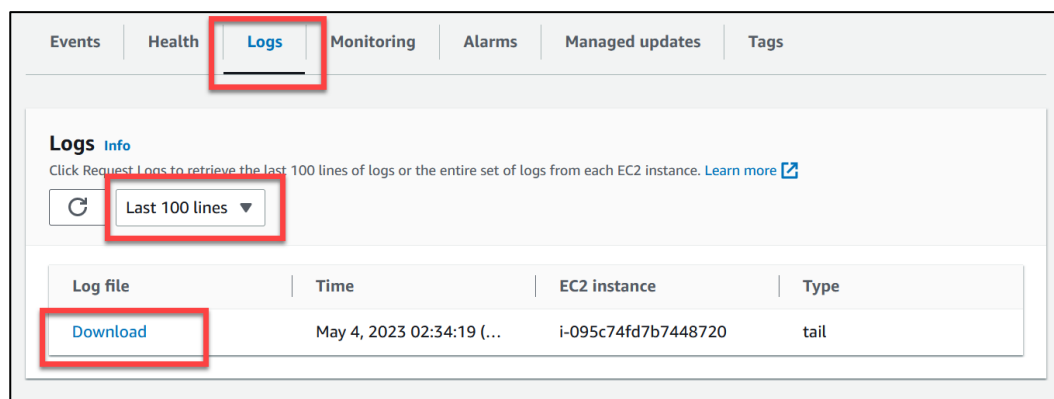 Events Health Logs Monitoring Alarms Managed updates Tags
Logs Info
Click Request Logs to retrieve the last 100 lines of logs or the entire set of logs from each EC2 instance. Learn more
Last 100 lines
Log file Time EC2 instance Type
Download May 4, 2023 02:34:19 (... i-095c74fd7b7448720 tail